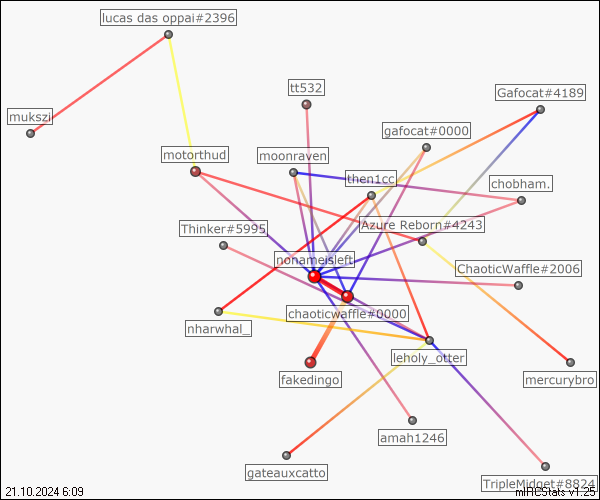 lucas das oppai#2396
tt532
Gafocat#4189
mukszi
gafocat#0000
motorthud
moonraven
then1cc
chobham.
Thinker#5995
Azure Reborn#4243
nonameisleft
ChaoticWaffle#2006
chaoticwaffle#0000
nharwhal_
leholy_otter
fakedingo
mercurybro
amah1246
gateauxcatto
TripleMidget#8824
21.10.2024 6:09
mIRCStats v1.25